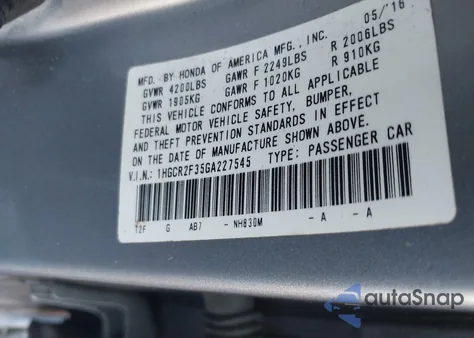 MFD. BY HONDA OF AMERICA MFG., INC. 05/16
GVWR 4200LBS GAWR F 2249LBS R 2006LBS
GVWR 1905KG GAWR F 1020KG R 910KG
THIS VEHICLE CONFORMS TO ALL APPLICABLE
FEDERAL MOTOR VEHICLE SAFETY, BUMPER,
AND THEFT PREVENTION STANDARDS IN EFFECT
ON THE DATE OF MANUFACTURE SHOWN ABOVE.
V.I.N.: 1HGCR2F35GA227545 TYPE: PASSENGER CAR
T2F G AB7 - NH830M - A - A
autoSnap